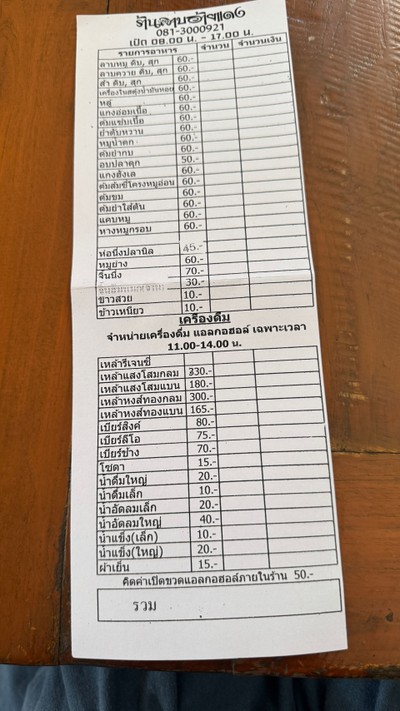 081-3000921
เปิด 08.00 น. - 17.00 น.
รายการอาหาร จำนวน จำนวนเงิน
ลาบหมู ดิบ, สุก 60.-
ลาบควาย ดิบ, สุก 60.-
ส้า ดิบ, สุก 60.-
60.-
หลู้ 60.-
แกงอ่อมเนื้อ 60.-
ต้มแซ่บเนื้อ 60.-
ยำตับหวาน 60.-
หมูน้ำตก 60.-
ต้มยำกบ 60.-
อบปลาดุก 50.-
แกงฮังเล 60.-
ต้มส้มซี่โครงหมูอ่อน 60.-
ต้มขม 60.-
ต้มยำไส้ตัน 60.-
แคบหมู 60.-
หางหมูกรอบ 60.-
ห่อนึ่งปลานิล 45.-
หมูย่าง 60.-
จิ้นนึ่ง 70.-
30.-
ข้าวสวย 10.-
ข้าวเหนียว 10.-
เครื่องดื่ม
จำหน่ายเครื่องดื่ม แอลกอฮอล์ เฉพาะเวลา
11.00-14.00 น.
เหล้ารีเจนซี่
เหล้าแสงโสมกลม 330.-
เหล้าแสงโสมแบน 180.-
เหล้าหงส์ทองกลม 300.-
เหล้าหงส์ทองแบน 165.-
เบียร์สิงค์ 80.-
เบียร์ลีโอ 75.-
เบียร์ช้าง 70.-
โซดา 15.-
น้ำดื่มใหญ่ 20.-
น้ำดื่มเล็ก 10.-
น้ำอัดลมเล็ก 20.-
น้ำอัดลมใหญ่ 40.-
น้ำแข็ง(เล็ก) 10.-
น้ำแข็ง(ใหญ่) 20.-
ผ้าเย็น 15.-
คิดค่าเปิดขวดแอลกอฮอล์ภายในร้าน 50.-
รวม